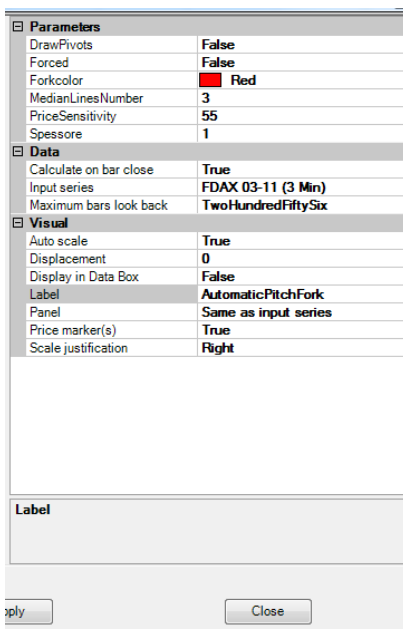 Parameters
DrawPivots False
Forced False
Forkcolor Red
MedianLinesNumber 3
PriceSensitivity 55
Spessore 1
Data
Calculate on bar close True
Input series FDAX 03-11 (3 Min)
Maximum bars look back TwoHundredFiftySix
Visual
Auto scale True
Displacement 0
Display in Data Box False
Label AutomaticPitchFork
Panel Same as input series
Price marker(s) True
Scale justification Right
Label
pply Close